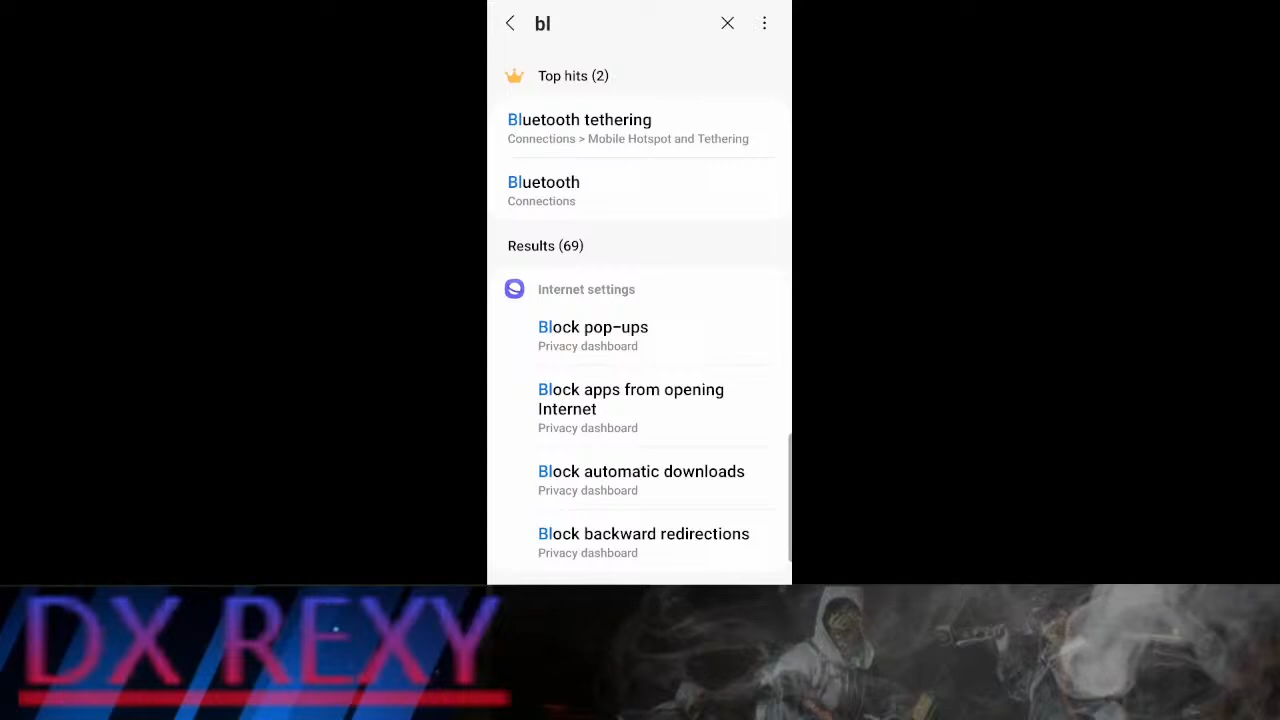 bl
Top hits (2)
Bluetooth tethering
Connections > Mobile Hotspot and Tethering
Bluetooth
Connections
Results (69)
Internet settings
Block pop-ups
Privacy dashboard
Block apps from opening
Internet
Privacy dashboard
Block automatic downloads
Privacy dashboard
Block backward redirections
Privacy dashboard
DX REXY